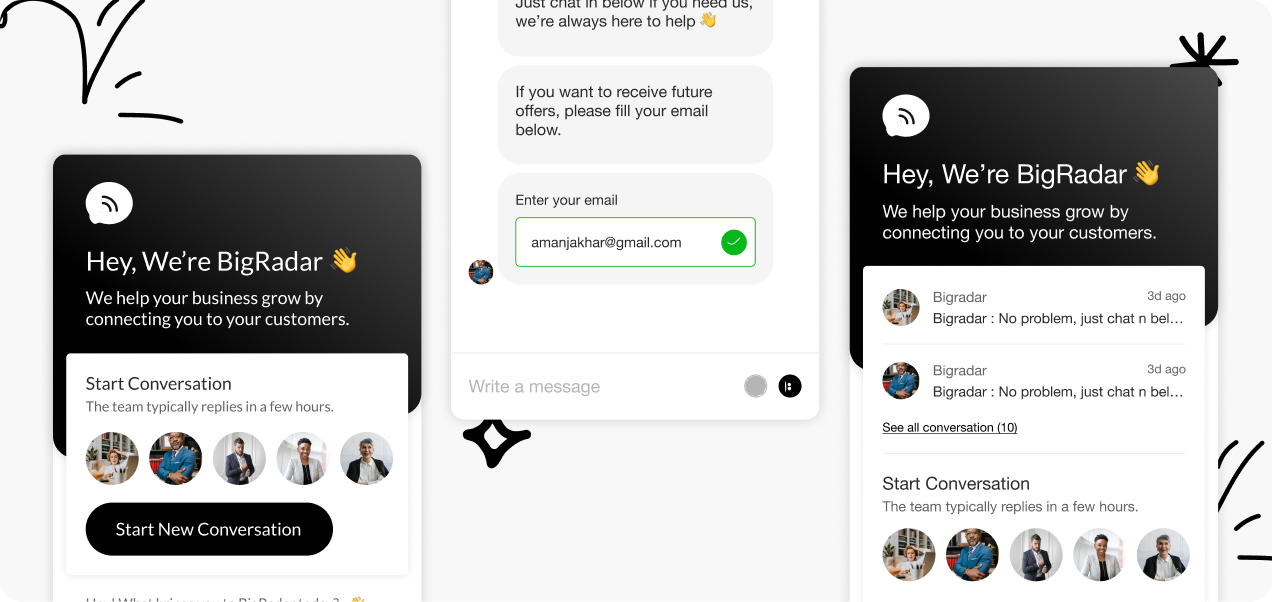 Hey, We’re BigRadar 👋
We help your business grow by
connecting you to your customers.
Start Conversation
The team typically replies in a few hours.
Start New Conversation
Just chat in below if you need us,
we’re always here to help 👋
If you want to receive future
offers, please fill your email
below.
Enter your email
amanjakhar@gmail.com
Write a message
Hey, We’re BigRadar 👋
We help your business grow by
connecting you to your customers.
Bigradar 3d ago
Bigradar : No problem, just chat n bel...
Bigradar 3d ago
Bigradar : No problem, just chat n bel...
See all conversation (10)
Start Conversation
The team typically replies in a few hours.